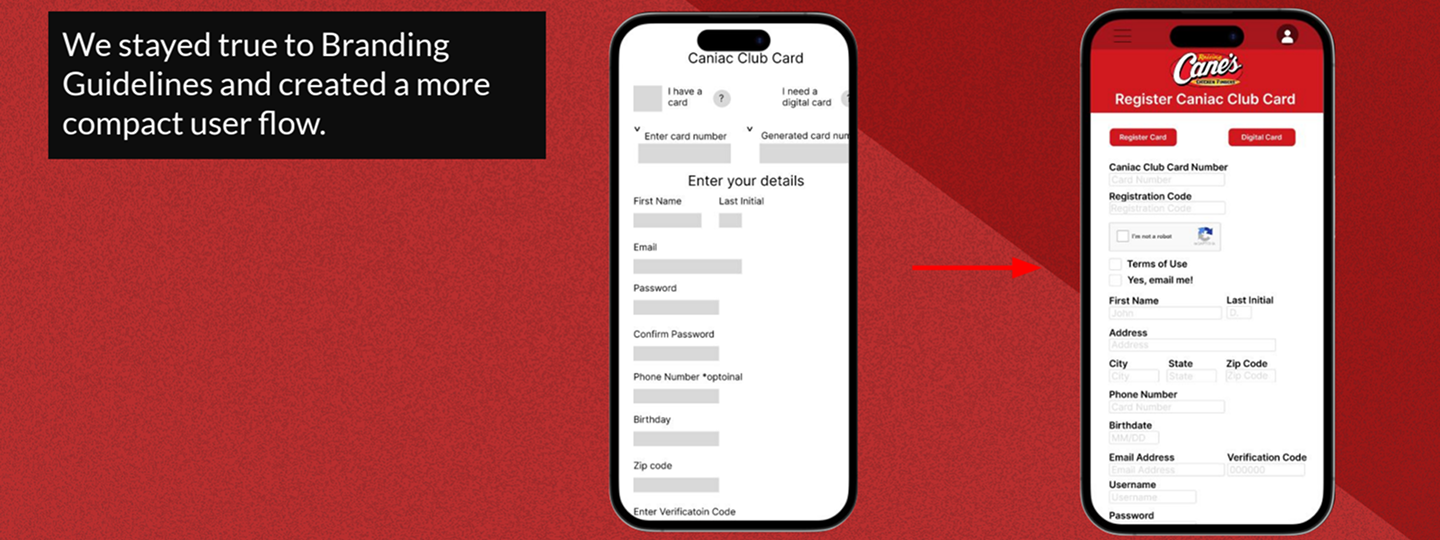 We stayed true to Branding
Guidelines and created a more
compact user flow.
Caniac Club Card
I have a
card
?
I need a
digital card
?
Enter card number
Generated card num
Enter your details
First Name Last Initial
Email
Password
Confirm Password
Phone Number *optoinal
Birthday
Zip code
Enter Verificatoin Code
Raising
Cane's
CHICKEN FINGERS
Register Caniac Club Card
Register Card Digital Card
Caniac Club Card Number
Card Number
Registration Code
Registration Code
I'm not a robot
reCAPTCHA
Terms of Use
Yes, email me!
First Name Last Initial
John D.
Address
Address
City State Zip Code
City State Zip Code
Phone Number
Card Number
Birthdate
MM/DD
Email Address Verification Code
Email Address 000000
Username
Username
Password